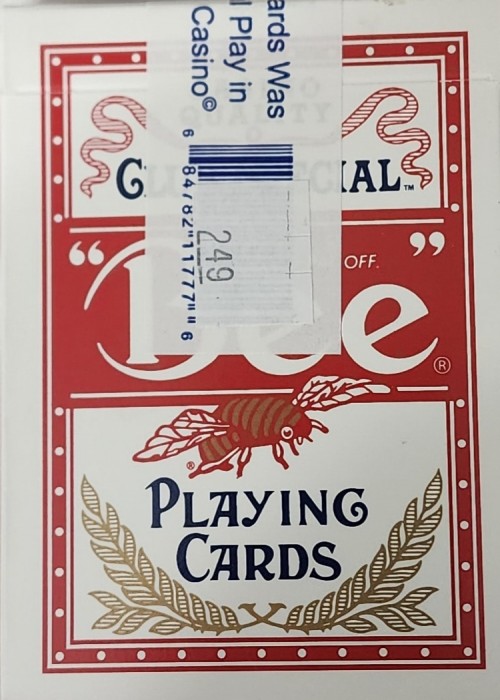 ards Was
l Play in
Casino©
6 84782"11777" 6
249
QUALITY
CLUB SPECIAL™
OFF.
“Bee”®
®
PLAYING
CARDS